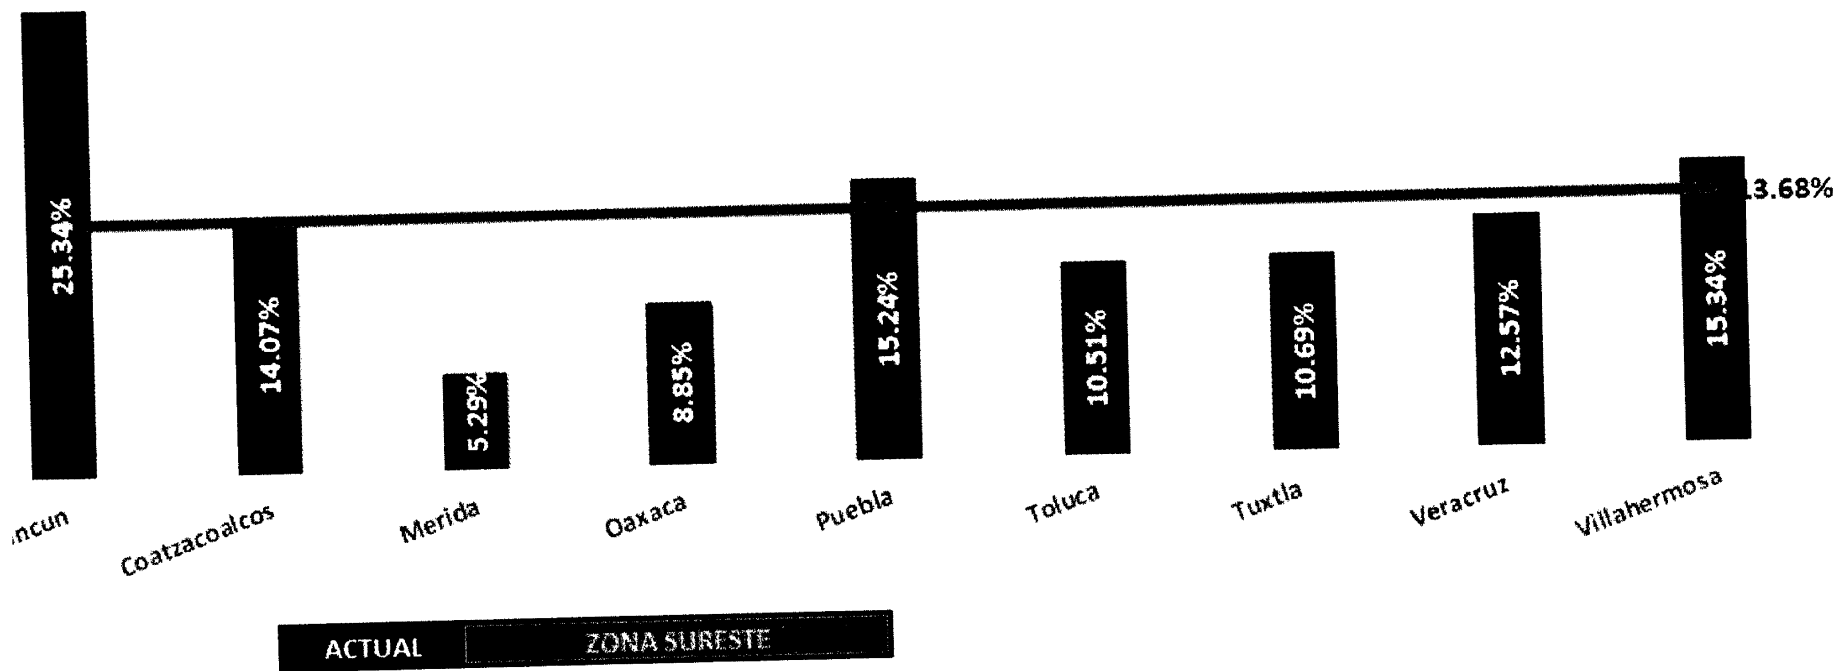 25.34%
14.07%
5.29%
8.85%
15.24%
10.51%
10.69%
12.57%
15.34%
13.68%
ncun
Coatzacoalcos
Merida
Oaxaca
Puebla
Toluca
Tuxtla
Veracruz
Villahermosa
ACTUAL ZONA SURESTE